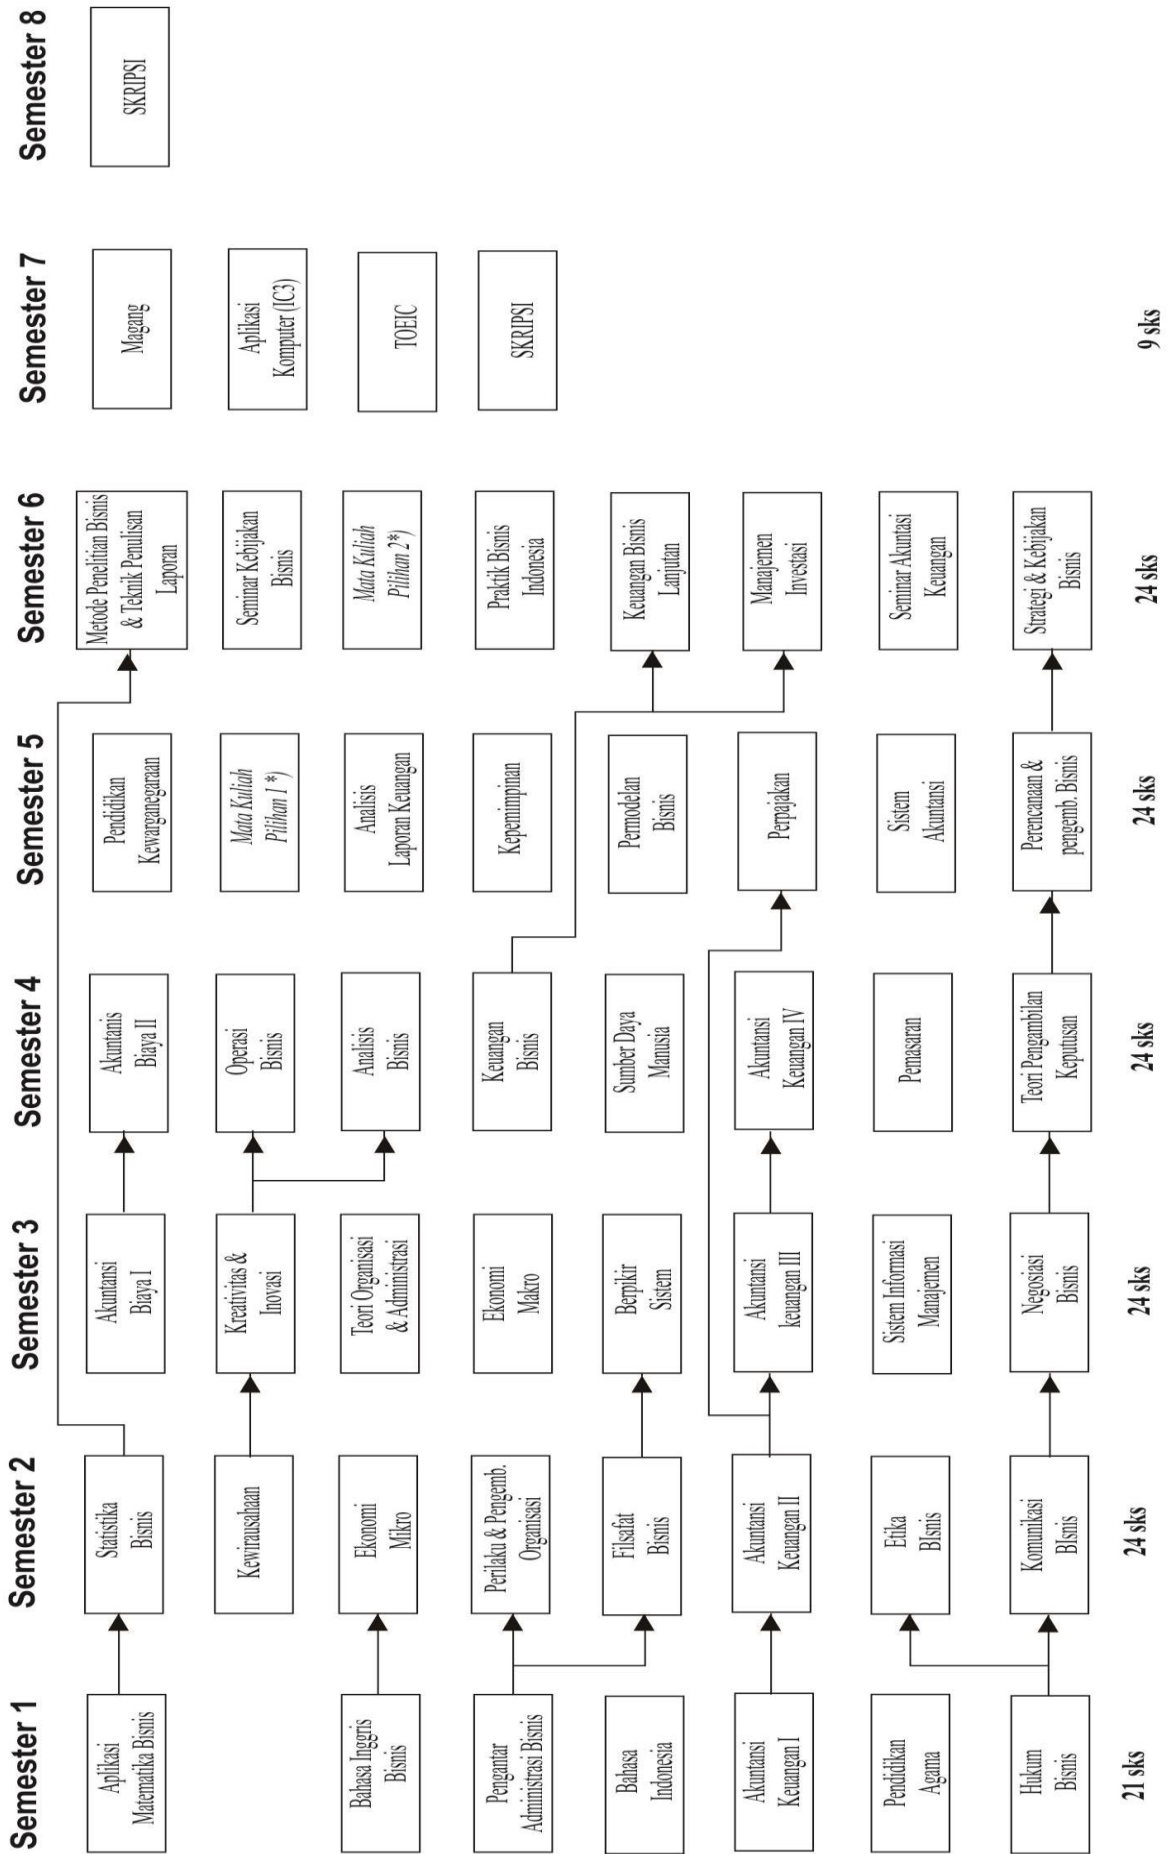 Semester 1
Aplikasi
Matematika Bisnis
Bahasa Inggris
Bisnis
Pengantar
Administrasi Bisnis
Bahasa
Indonesia
Akuntansi
Keuangan I
Pendidikan
Agama
Hukum
Bisnis
21 sks
Semester 2
Statistika
Bisnis
Kewirausahaan
Ekonomi
Mikro
Perilaku & Pengemb.
Organisasi
Filsafat
Bisnis
Akuntansi
Keuangan II
Etika
BIsnis
Komunikasi
BIsnis
24 sks
Semester 3
Akuntansi
Biaya I
Kreativitas &
Inovasi
Teori Organisasi
& Administrasi
Ekonomi
Makro
Berpikir
Sistem
Akuntansi
keuangan III
Sistem Informasi
Manajemen
Negosiasi
Bisnis
24 sks
Semester 4
Akuntanis
Biaya II
Operasi
Bisnis
Analisis
Bisnis
Keuangan
Bisnis
Sumber Daya
Manusia
Akuntansi
Keuangan IV
Pemasaran
Teori Pengambilan
Keputusan
24 sks
Semester 5
Pendidikan
Kewarganegaraan
Mata Kuliah
Pilihan 1 *)
Analisis
Laporan Keuangan
Kepemimpinan
Permodelan
Bisnis
Perpajakan
Sistem
Akuntansi
Perencanaan &
pengemb. Bisnis
24 sks
Semester 6
Metode Penelitian Bisnis
& Teknik Penulisan
Laporan
Seminar Kebijakan
Bisnis
Mata Kuliah
Pilihan 2*)
Praktik Bisnis
Indonesia
Keuangan Bisnis
Lanjutan
Manajemen
Investasi
Seminar Akuntasi
Keuangan
Strategi & Kebijakan
Bisnis
24 sks
Semester 7
Magang
Aplikasi
Komputer (IC3)
TOEIC
SKRIPSI
9 sks
Semester 8
SKRIPSI